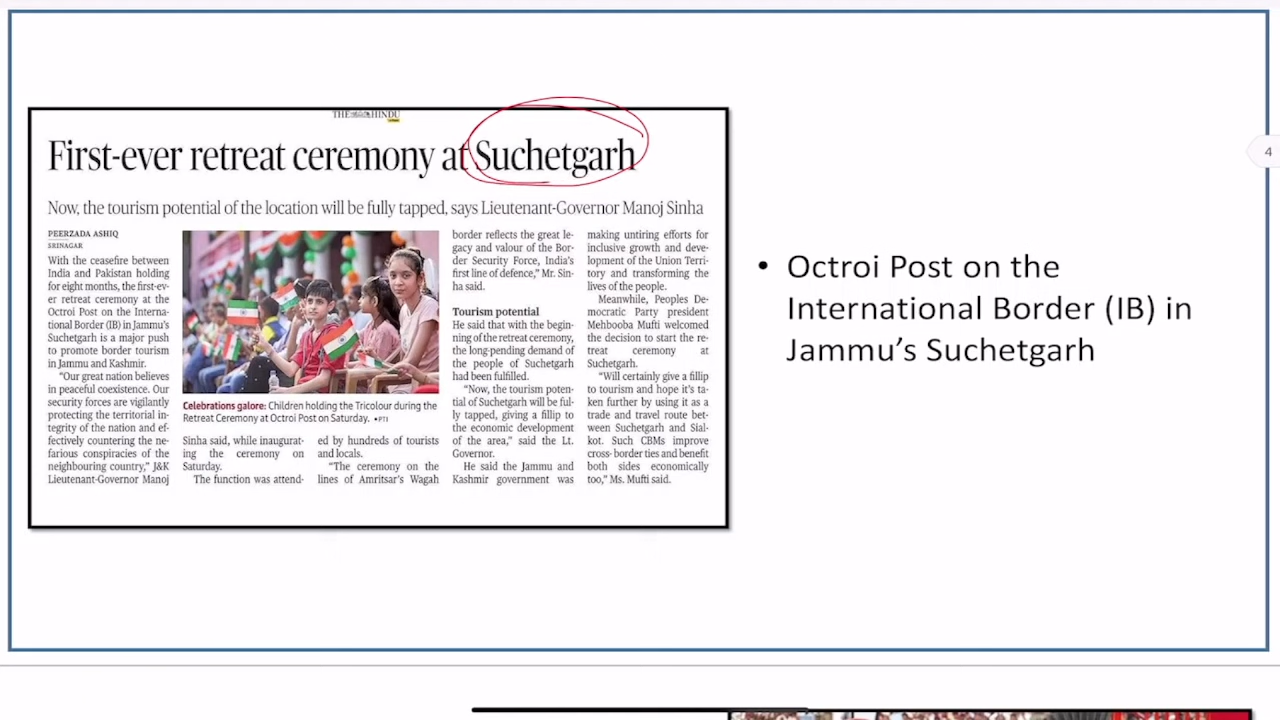 THE HINDU
First-ever retreat ceremony at Suchetgarh
Now, the tourism potential of the location will be fully tapped, says Lieutenant-Governor Manoj Sinha
PEERZADA ASHIQ
SRINAGAR
With the ceasefire between
India and Pakistan holding
for eight months, the first-ev-
er retreat ceremony at the
Octroi Post on the Interna-
tional Border (IB) in Jammu's
Suchetgarh is a major push
to promote border tourism
in Jammu and Kashmir.
"Our great nation believes
in peaceful coexistence. Our
security forces are vigilantly
protecting the territorial in-
tegrity of the nation and ef-
fectively countering the ne-
farious conspiracies of the
neighbouring country," J&K
Lieutenant-Governor Manoj
Celebrations galore: Children holding the Tricolour during the
Retreat Ceremony at Octroi Post on Saturday. •PTI
Sinha said, while inaugurat-
ing the ceremony on
Saturday.
The function was attend-
ed by hundreds of tourists
and locals.
"The ceremony on the
lines of Amritsar's Wagah
border reflects the great le-
gacy and valour of the Bor-
der Security Force, India's
first line of defence," Mr. Sin-
ha said.
Tourism potential
He said that with the begin-
ning of the retreat ceremony,
the long-pending demand of
the people of Suchetgarh
had been fulfilled.
"Now, the tourism poten-
tial of Suchetgarh will be ful-
ly tapped, giving a fillip to
the economic development
of the area," said the Lt.
Governor.
He said the Jammu and
Kashmir government was
making untiring efforts for
inclusive growth and deve-
lopment of the Union Terri-
tory and transforming the
lives of the people.
Meanwhile, Peoples De-
mocratic Party president
Mehbooba Mufti welcomed
the decision to start the re-
treat ceremony at
Suchetgarh.
"Will certainly give a fillip
to tourism and hope it's ta-
ken further by using it as a
trade and travel route bet-
ween Suchetgarh and Sial-
kot. Such CBMs improve
cross-border ties and benefit
both sides economically
too," Ms. Mufti said.
• Octroi Post on the
International Border (IB) in
Jammu's Suchetgarh
4